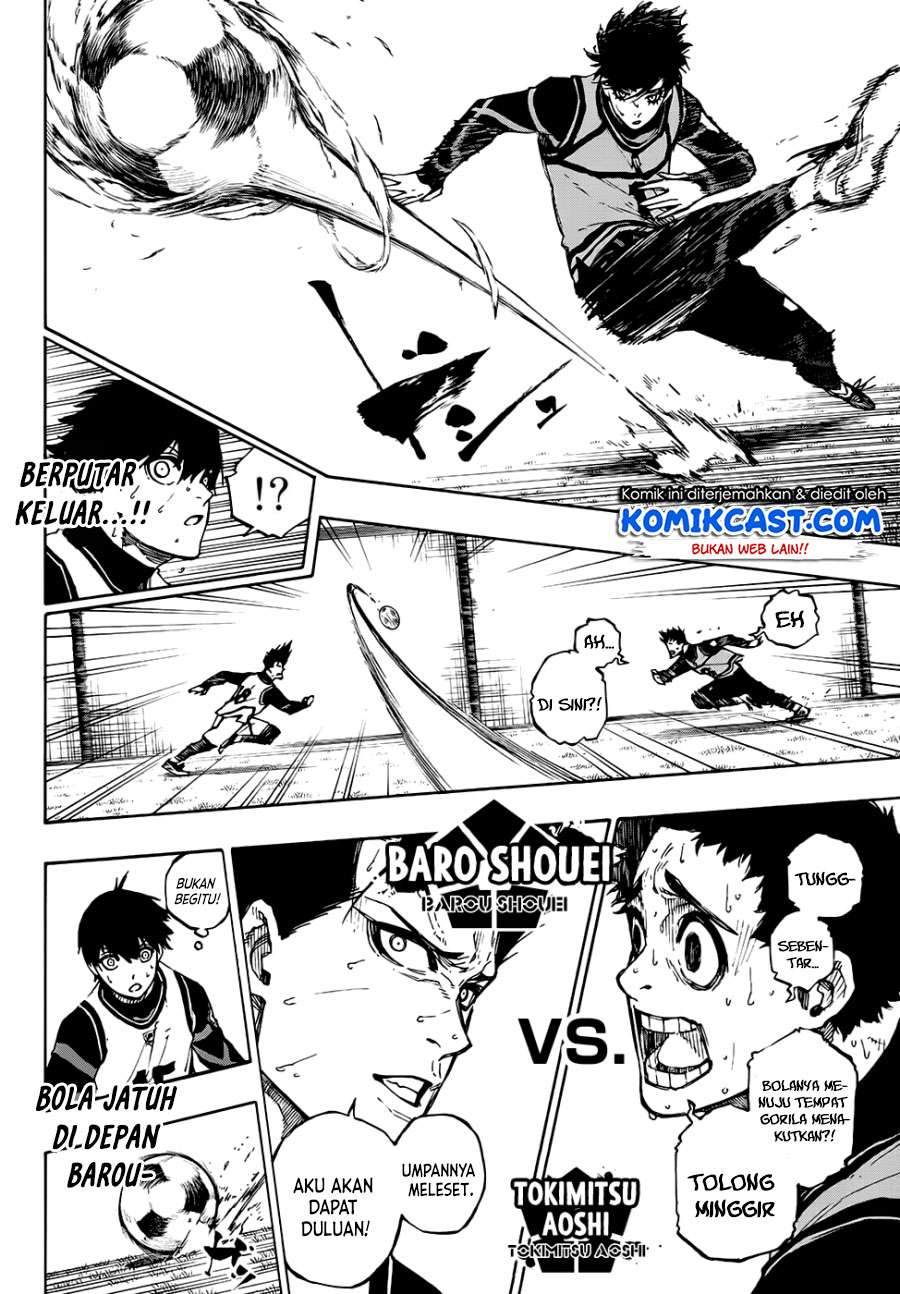 BERPUTAR
KELUAR...!!
!?
Komik ini diterjemahkan & diedit oleh
KOMIKCAST.COM
BUKAN WEB LAIN!!
EH
AH...
DI SINI?!
BUKAN
BEGITU!
BOLA JATUH
DI DEPAN
BAROU
BARO SHOUEI
BAROU SHOUEI
UMPANNYA
MELESET.
AKU AKAN
DAPAT
DULUAN!
VS.
TUNGG-
SEBEN-
TAR...
BOLANYA ME-
NUJU TEMPAT
GORILA MENA-
KUTKAN?!
TOLONG
MINGGIR
TOKIMITSU
AOSHI
TOKIMITSU AOSHI